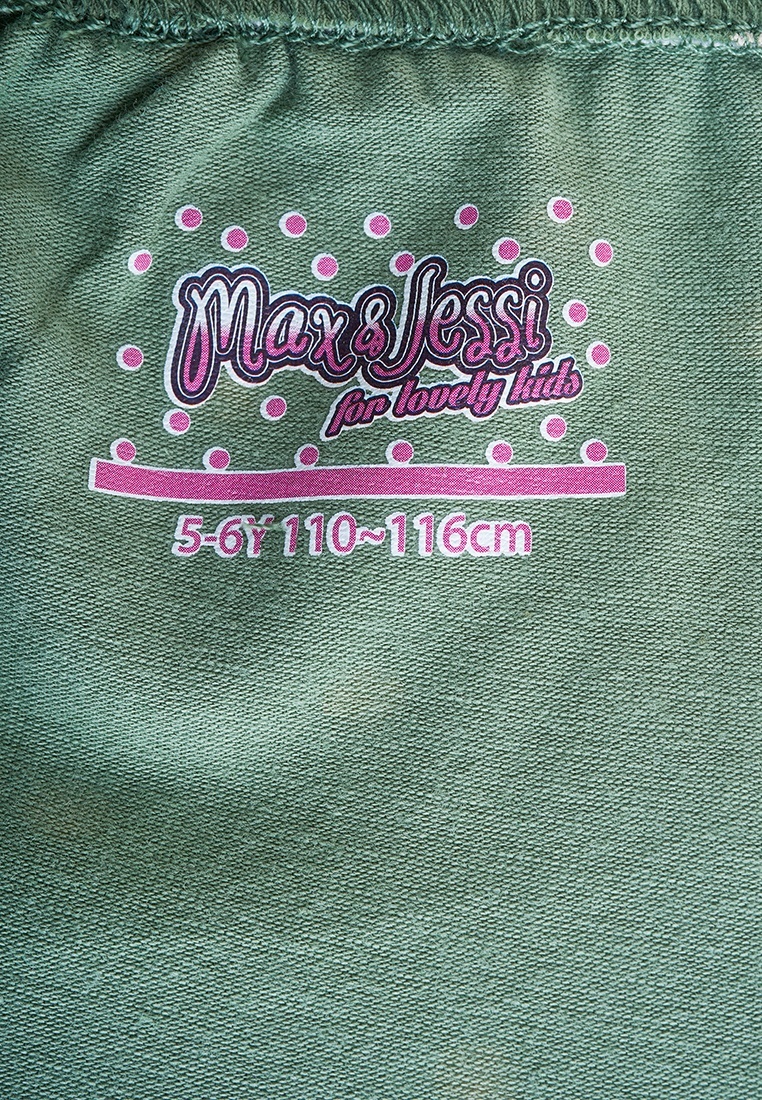 Max & Jessi
for lovely kids
5-6Y 110~116cm